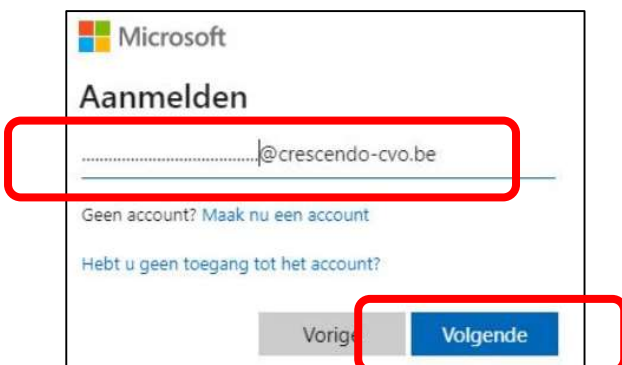 Microsoft
Aanmelden
........................................@crescendo-cvo.be
Geen account? Maak nu een account
Hebt u geen toegang tot het account?
Vorige Volgende